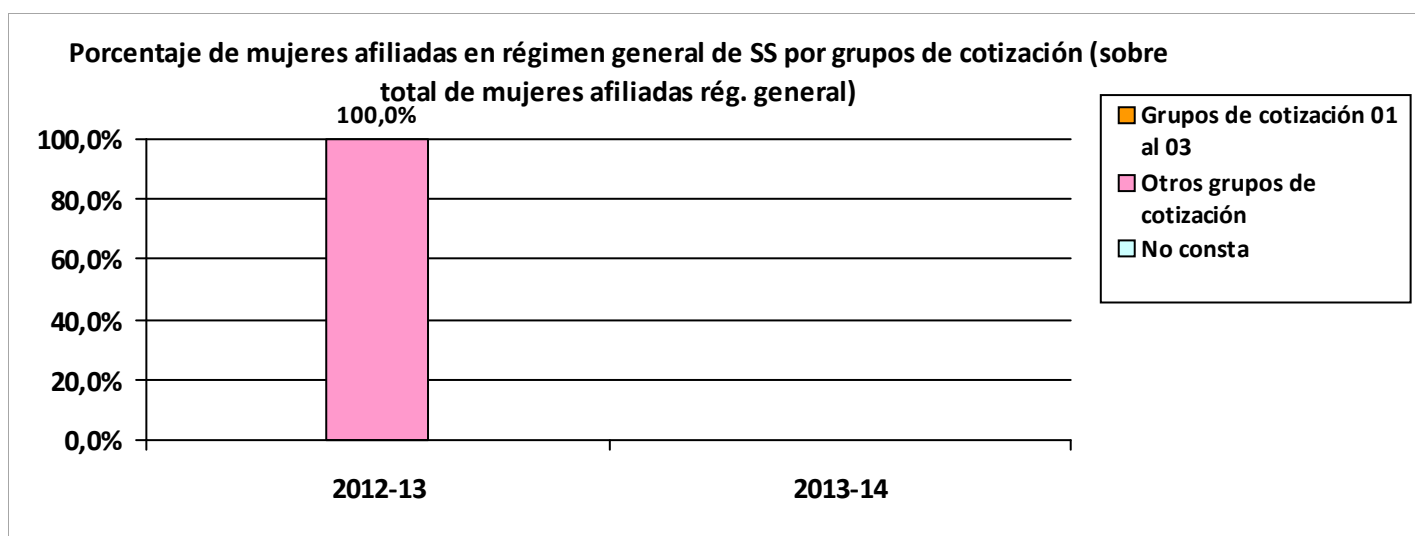 Porcentaje de mujeres afiliadas en régimen general de SS por grupos de cotización (sobre
total de mujeres afiliadas rég. general)
100,0%
100,0%
80,0%
60,0%
40,0%
20,0%
0,0%
2012-13
2013-14
Grupos de cotización 01
al 03
Otros grupos de
cotización
No consta